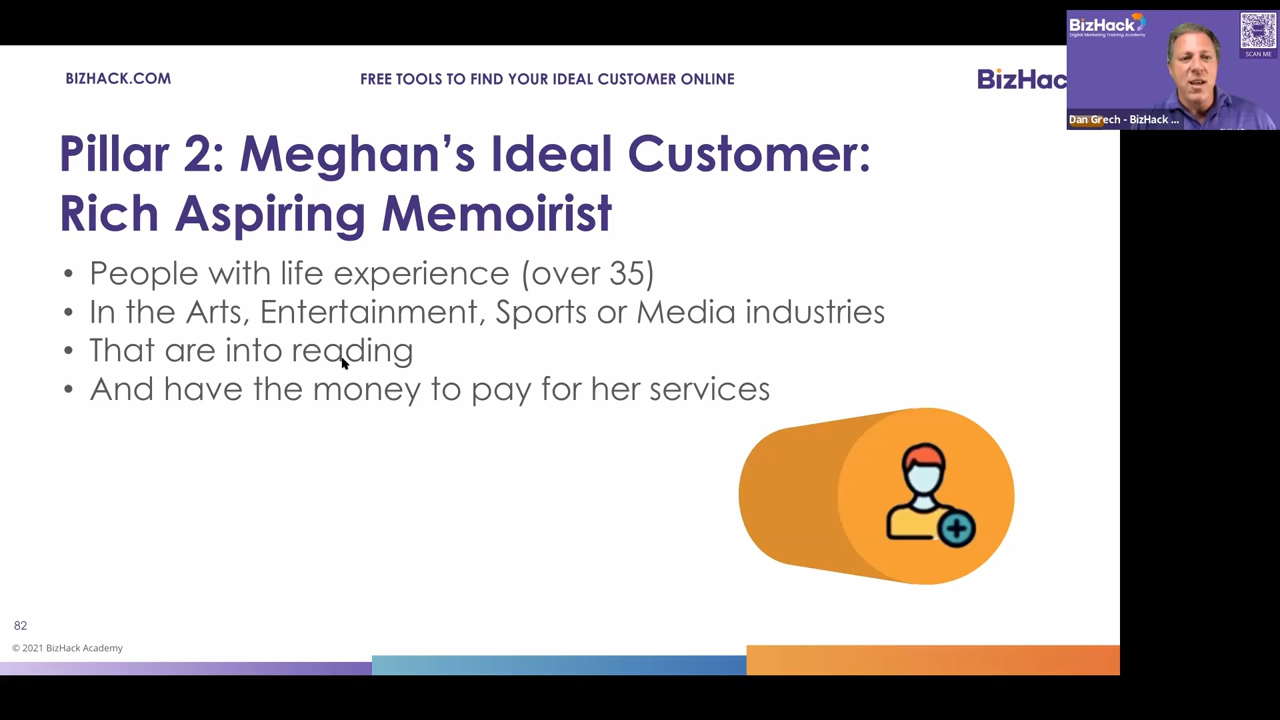 BIZHACK.COM
FREE TOOLS TO FIND YOUR IDEAL CUSTOMER ONLINE
BizHac
BizHack
Digital Marketing Training Academy
SCAN ME
Dan Grech - BizHack ...
Pillar 2: Meghan’s Ideal Customer:
Rich Aspiring Memoirist
• People with life experience (over 35)
• In the Arts, Entertainment, Sports or Media industries
• That are into reading
• And have the money to pay for her services
82
© 2021 BizHack Academy